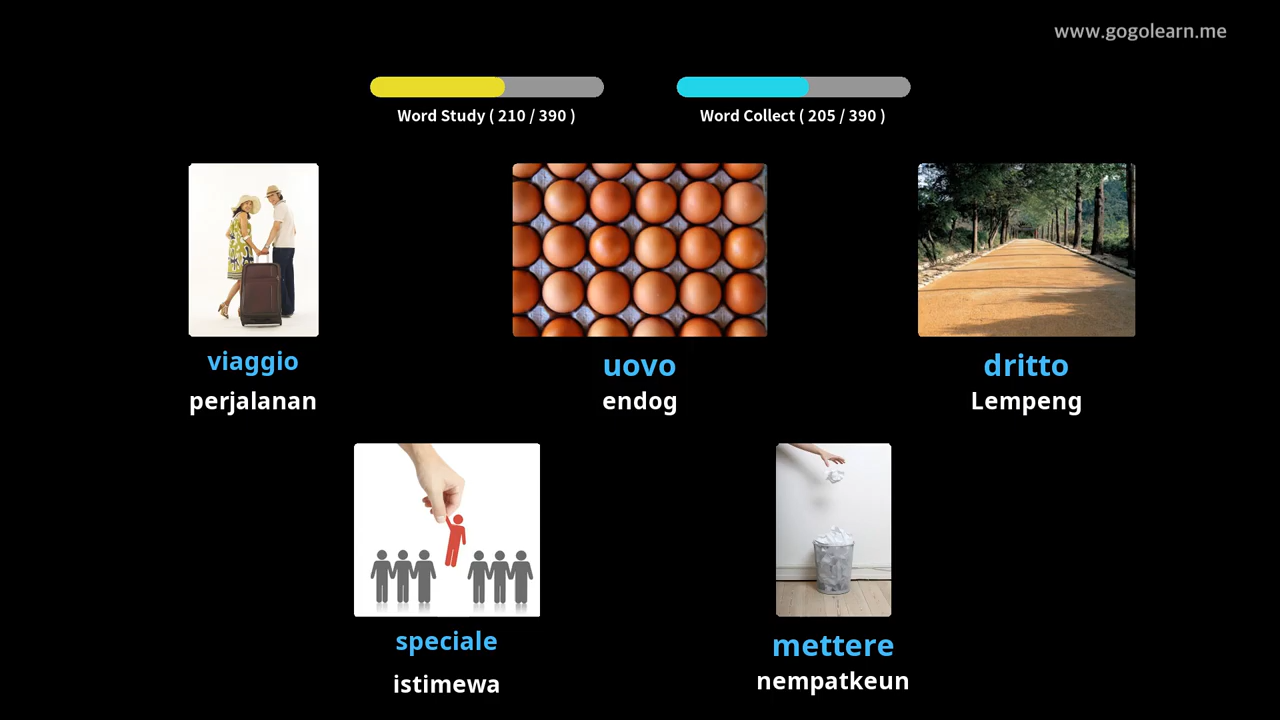 www.gogolearn.me
Word Study ( 210 / 390 )
Word Collect ( 205 / 390 )
viaggio
perjalanan
uovo
endog
dritto
Lempeng
speciale
istimewa
mettere
nempatkeun